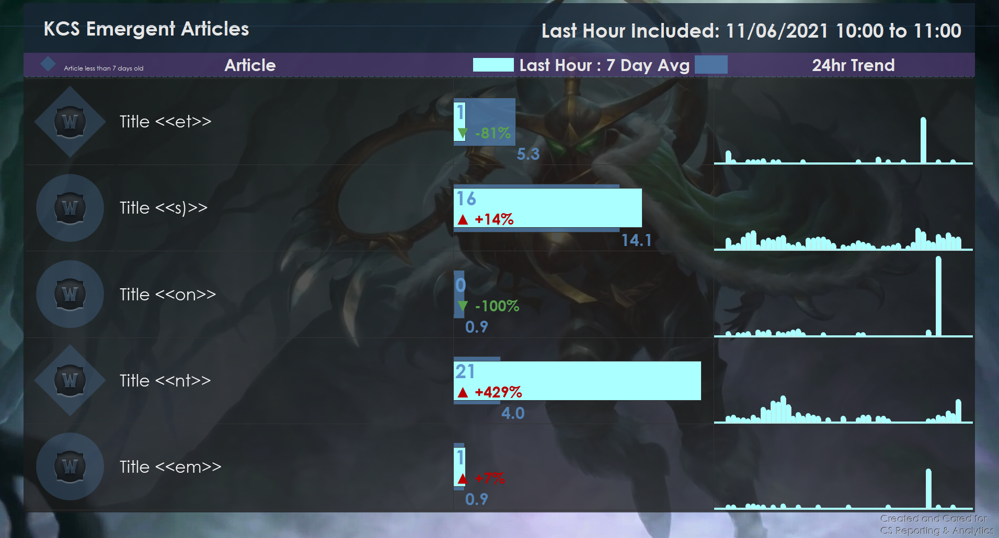 KCS Emergent Articles
Last Hour Included: 11/06/2021 10:00 to 11:00
Article less than 7 days old
Article
Last Hour : 7 Day Avg
24hr Trend
W
Title <<et>>
1
▼ -81%
5.3
W
Title <<s)>>
16
▲ +14%
14.1
W
Title <<on>>
0
▼ -100%
0.9
W
Title <<nt>>
21
▲ +429%
4.0
W
Title <<em>>
1
▲ +7%
0.9
Created and Cared for
CS Reporting & Analytics